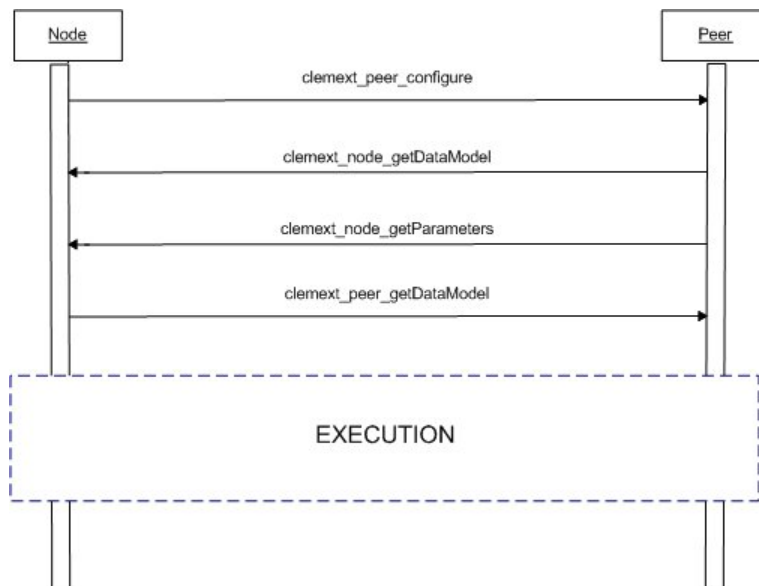 Node
Peer
clemext_peer_configure
clemext_node_getDataModel
clemext_node_getParameters
clemext_peer_getDataModel
EXECUTION